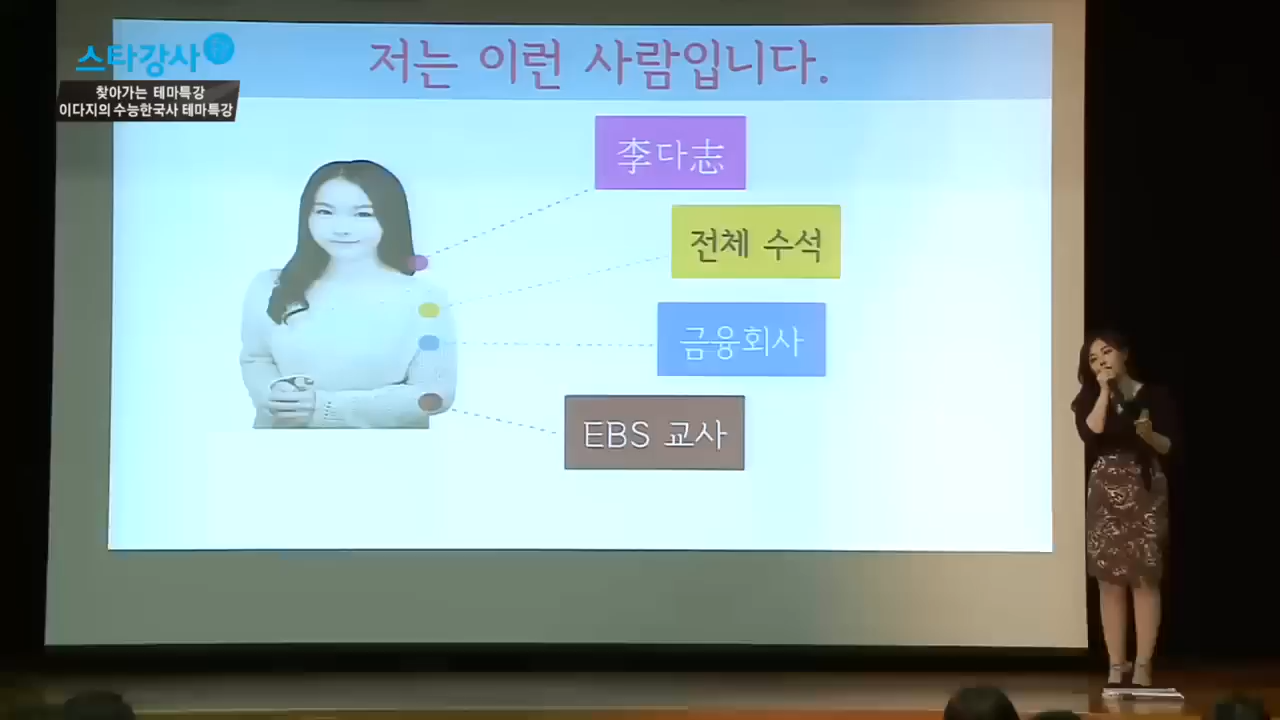 스타강사
찾아가는 테마특강
이다지의 수능한국사 테마특강
저는 이런 사람입니다.
李다志
전체 수석
금융회사
EBS 교사